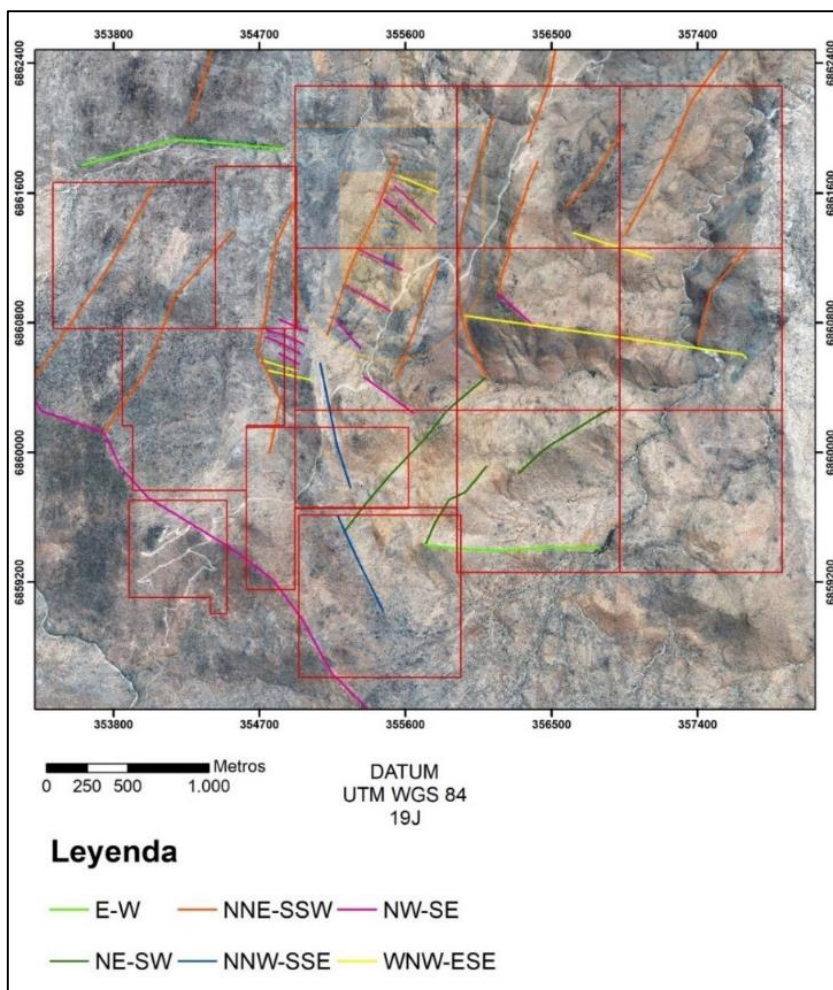 353800 354700 355600 356500 357400
6862400 6862400
6861600 6861600
6860800 6860800
6860000 6860000
6859200 6859200
353800 354700 355600 356500 357400
Metros
0 250 500 1.000
DATUM
UTM WGS 84
19J
Leyenda
E-W NNE-SSW NW-SE
NE-SW NNW-SSE WNW-ESE